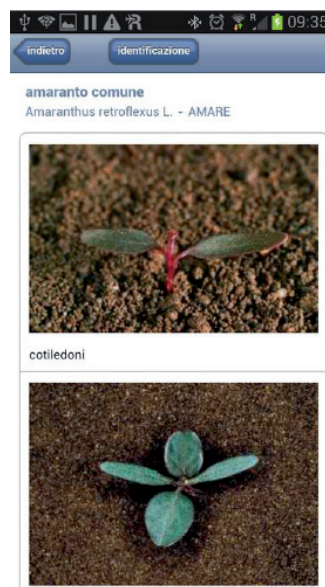 09:35
indietro
identificazione
amaranto comune
Amaranthus retroflexus L. - AMARE
cotiledoni